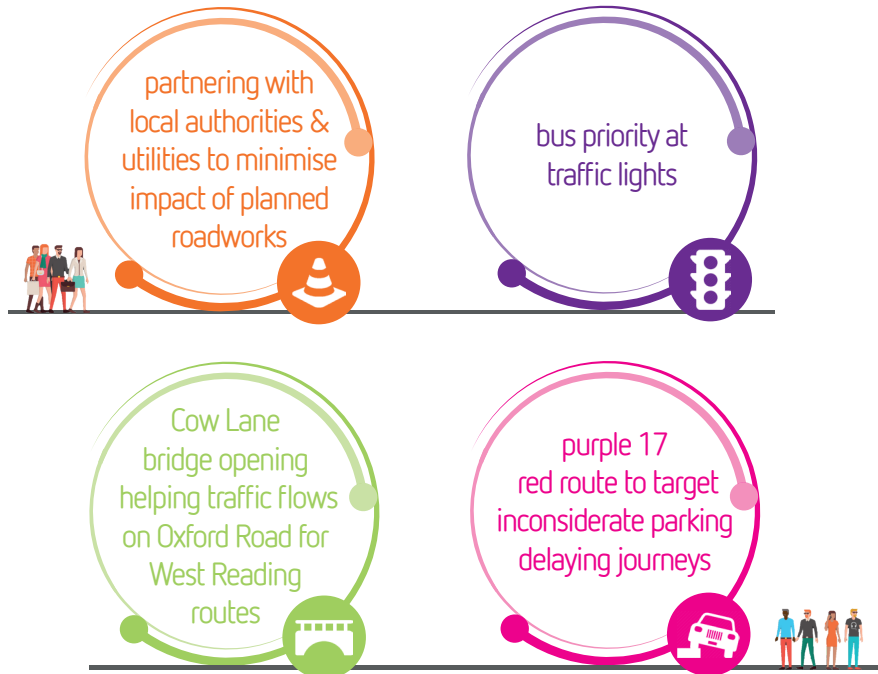 partnering with
local authorities &
utilities to minimise
impact of planned
roadworks
bus priority at
traffic lights
Cow Lane
bridge opening
helping traffic flows
on Oxford Road for
West Reading
routes
purple 17
red route to target
inconsiderate parking
delaying journeys